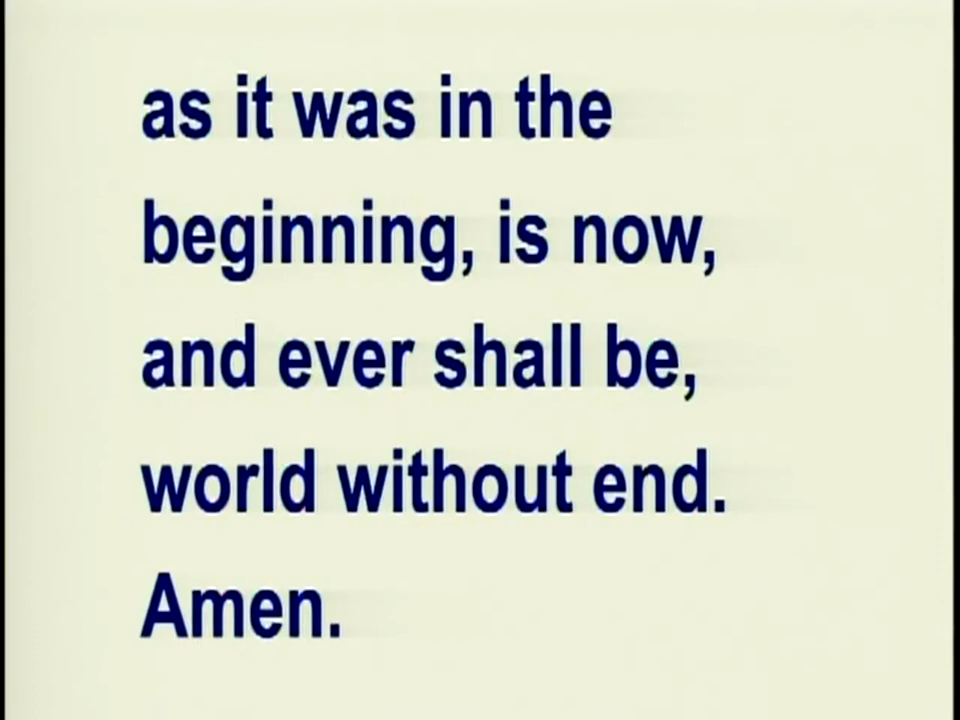 as it was in the
beginning, is now,
and ever shall be,
world without end.
Amen.